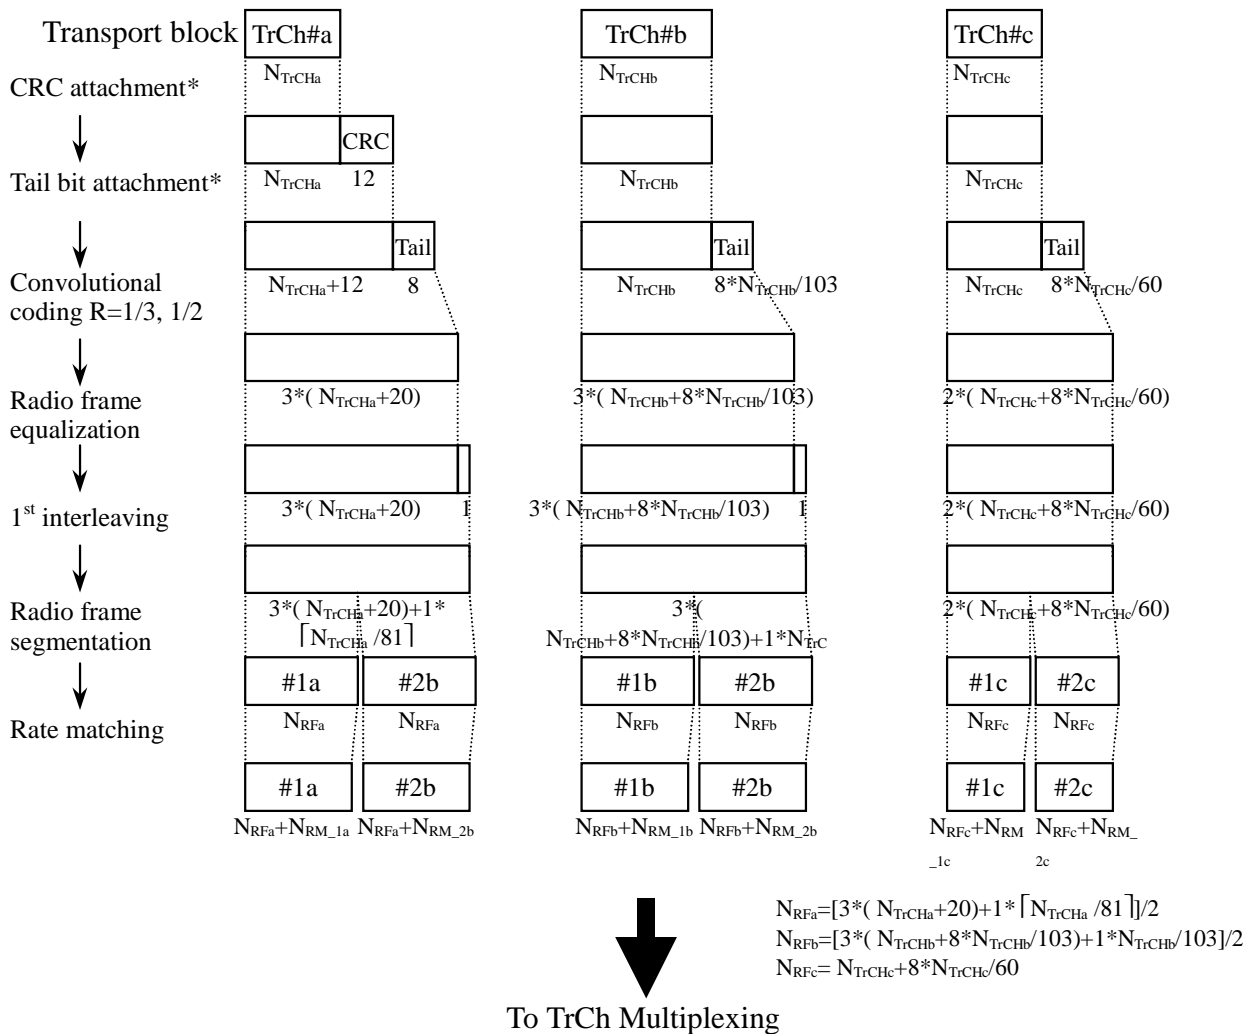 Transport block TrCh#a TrCh#b TrCh#c
N_TrCHa N_TrCHb N_TrCHc
CRC attachment*
CRC
N_TrCHa 12 N_TrCHb N_TrCHc
Tail bit attachment*
Tail Tail Tail
N_TrCHa+12 8 N_TrCHb 8*N_TrCHb/103 N_TrCHc 8*N_TrCHc/60
Convolutional
coding R=1/3, 1/2
3*( N_TrCHa+20) 3*( N_TrCHb+8*N_TrCHb/103) 2*( N_TrCHc+8*N_TrCHc/60)
Radio frame
equalization
3*( N_TrCHa+20) 1 3*( N_TrCHb+8*N_TrCHb/103) 1 2*( N_TrCHc+8*N_TrCHc/60)
1st interleaving
3*( N_TrCHa+20)+1* 3*( 2*( N_TrCHc+8*N_TrCHc/60)
⌈N_TrCHa /81⌉ N_TrCHb+8*N_TrCHb/103)+1*N_TrC
Radio frame
segmentation
#1a #2b #1b #2b #1c #2c
N_RFa N_RFa N_RFb N_RFb N_RFc N_RFc
Rate matching
#1a #2b #1b #2b #1c #2c
N_RFa+N_RM_1a N_RFa+N_RM_2b N_RFb+N_RM_1b N_RFb+N_RM_2b N_RFc+N_RM N_RFc+N_RM_
_1c 2c
N_RFa=[3*( N_TrCHa+20)+1*⌈N_TrCHa /81⌉]/2
N_RFb=[3*( N_TrCHb+8*N_TrCHb/103)+1*N_TrCHb/103]/2
N_RFc= N_TrCHc+8*N_TrCHc/60
To TrCh Multiplexing